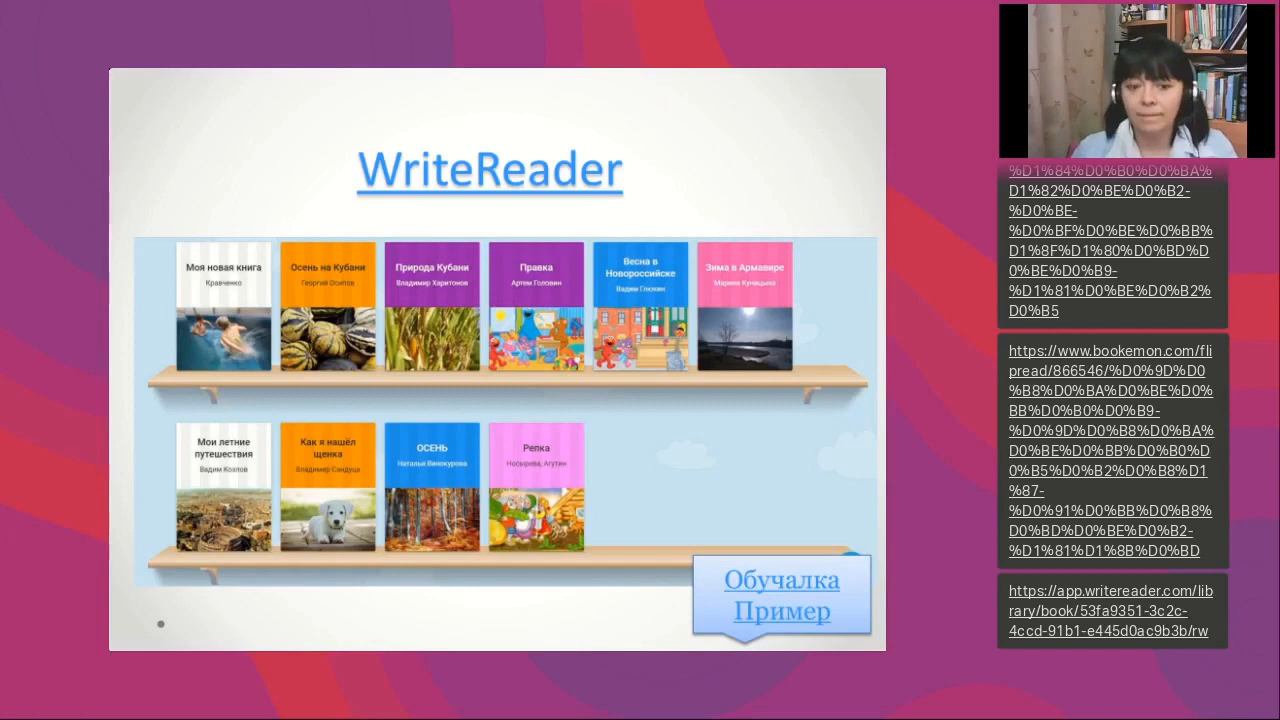 WriteReader
Моя новая книга
Кравченко
Осень на Кубани
Георгий Осипов
Природа Кубани
Владимир Харитонов
Правка
Артем Головин
Весна в
Новороссийске
Вадим Глюкин
Зима в Армавире
Марина Куницына
Мои летние
путешествия
Вадим Козлов
Как я нашёл
щенка
Владимир Сандуца
ОСЕНЬ
Наталья Винокурова
Репка
Носырева, Агутин
Обучалка
Пример
%D1%84%D0%B0%D0%BA%
D1%82%D0%BE%D0%B2-
%D0%BE-
%D0%BF%D0%BE%D0%BB%
D1%8F%D1%80%D0%BD%D
0%BE%D0%B9-
%D1%81%D0%BE%D0%B2%
D0%B5
https://www.bookemon.com/fli
pread/866546/%D0%9D%D0
%B8%D0%BA%D0%BE%D0%
BB%D0%B0%D0%B9-
%D0%9D%D0%B8%D0%BA%
D0%BE%D0%BB%D0%B0%D
0%B5%D0%B2%D0%B8%D1
%87-
%D0%91%D0%BB%D0%B8%
D0%BD%D0%BE%D0%B2-
%D1%81%D1%8B%D0%BD
https://app.writereader.com/lib
rary/book/53fa9351-3c2c-
4ccd-91b1-e445d0ac9b3b/rw